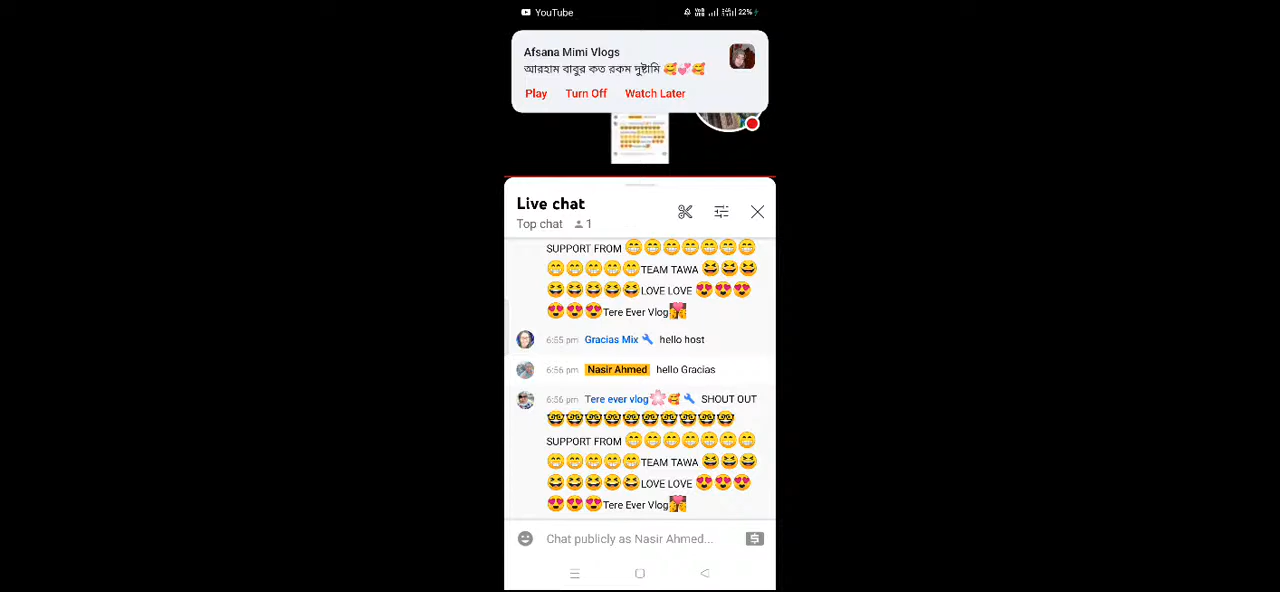 YouTube 22%
Afsana Mimi Vlogs
আরহাম বাবুর কত রকম দুষ্টামি 🥰💞🥰
Play Turn Off Watch Later
Live chat
Top chat 1
SUPPORT FROM 😁😁😁😁😁😁😁
😁😁😁😁😁TEAM TAWA 😆😆😆
😆😆😆😆😆LOVE LOVE 😍😍😍
😍😍😍Tere Ever Vlog
6:55 pm Gracias Mix 🔧 hello host
6:56 pm Nasir Ahmed hello Gracias
6:56 pm Tere ever vlog🌸🥰 🔧 SHOUT OUT
🤓🤓🤓🤓🤓🤓🤓🤓🤓🤓
SUPPORT FROM 😁😁😁😁😁😁😁
😁😁😁😁😁TEAM TAWA 😆😆😆
😆😆😆😆😆LOVE LOVE 😍😍😍
😍😍😍Tere Ever Vlog
Chat publicly as Nasir Ahmed...